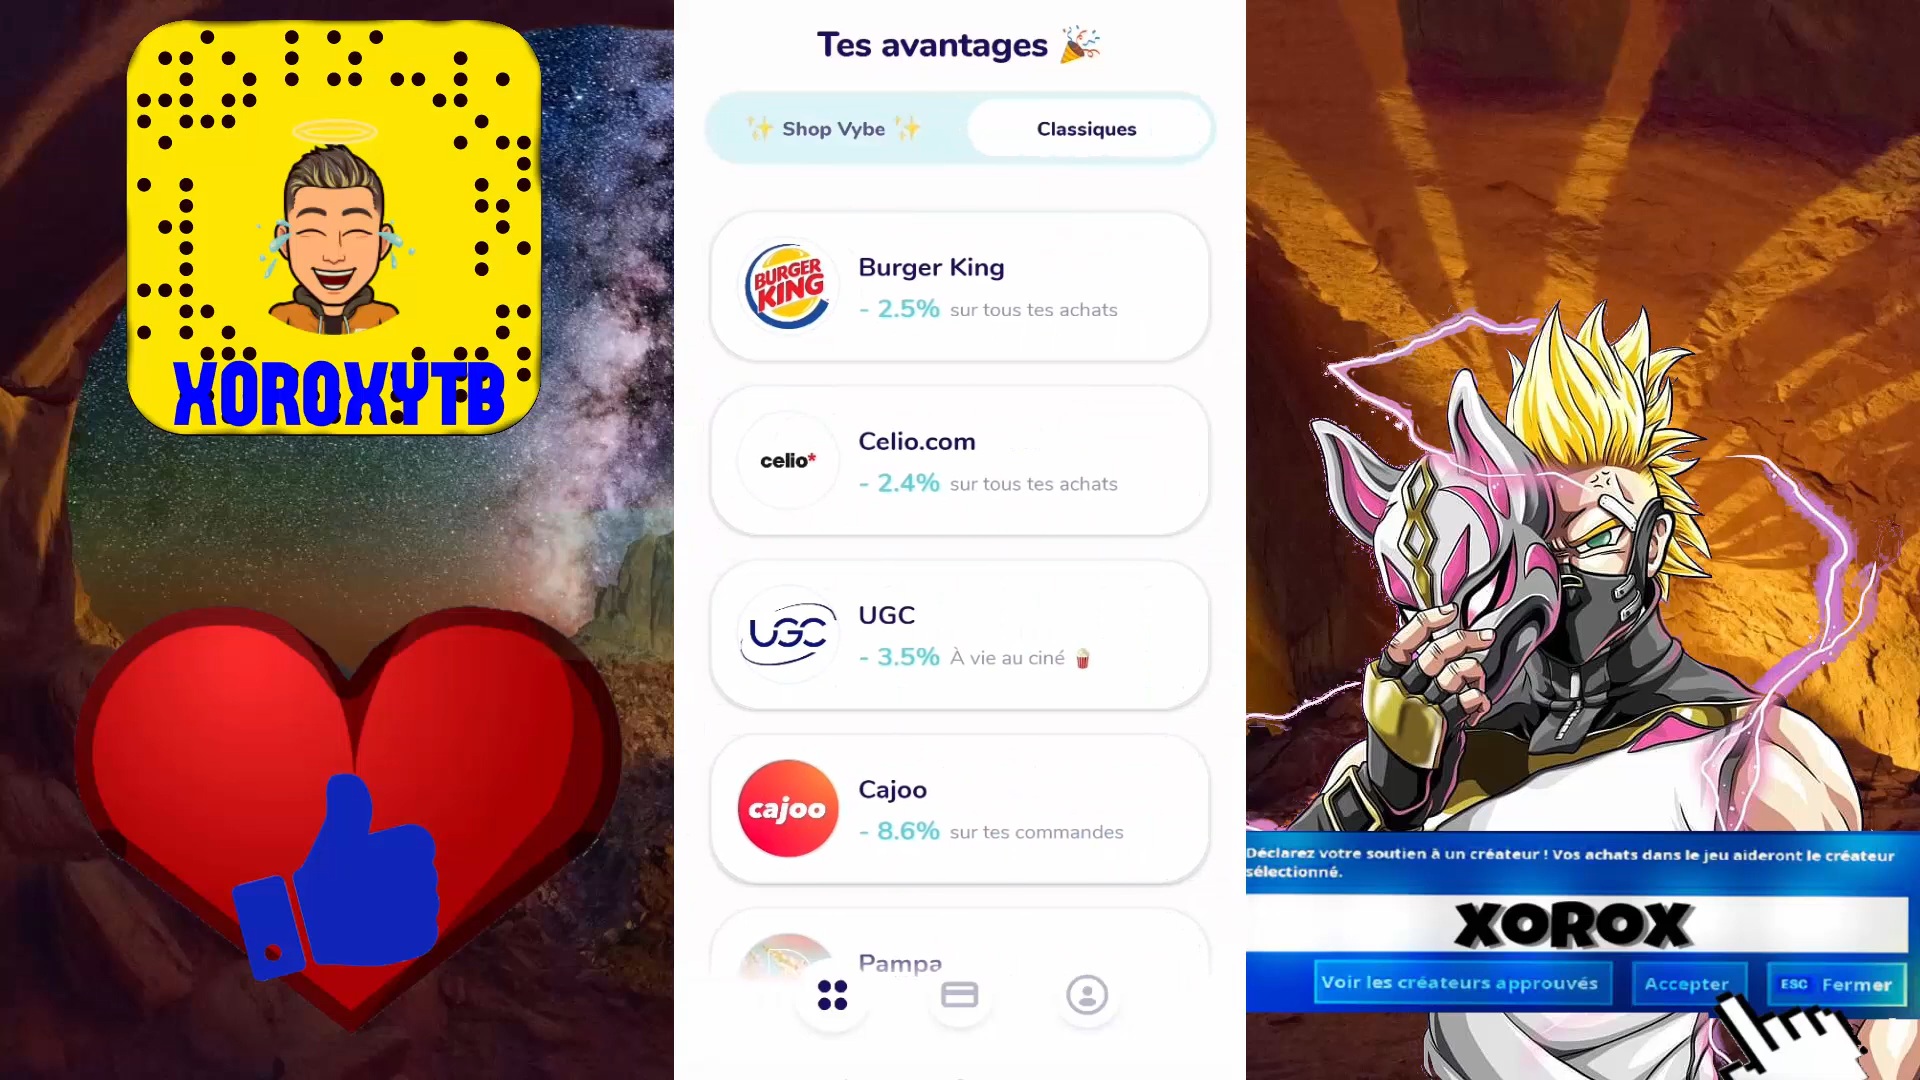 XOROXYTB
Tes avantages
Shop Vybe
Classiques
BURGER
KING
Burger King
- 2.5% sur tous tes achats
celio*
Celio.com
- 2.4% sur tous tes achats
UGC
UGC
- 3.5% À vie au ciné
cajoo
Cajoo
- 8.6% sur tes commandes
Pampa
Déclarez votre soutien à un créateur ! Vos achats dans le jeu aideront le créateur
sélectionné.
XOROX
Voir les créateurs approuvés
Accepter
ESC Fermer